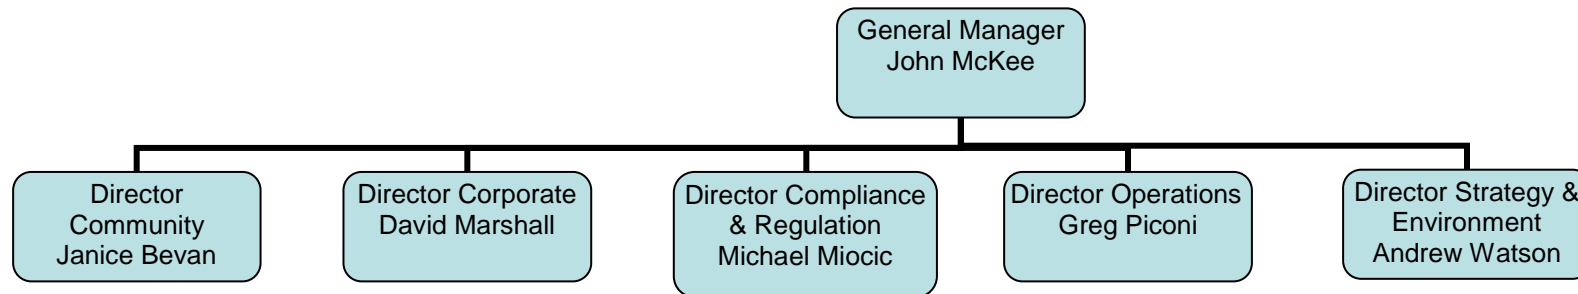 General Manager
John McKee
Director
Community
Janice Bevan
Director Corporate
David Marshall
Director Compliance
& Regulation
Michael Miocic
Director Operations
Greg Piconi
Director Strategy &
Environment
Andrew Watson